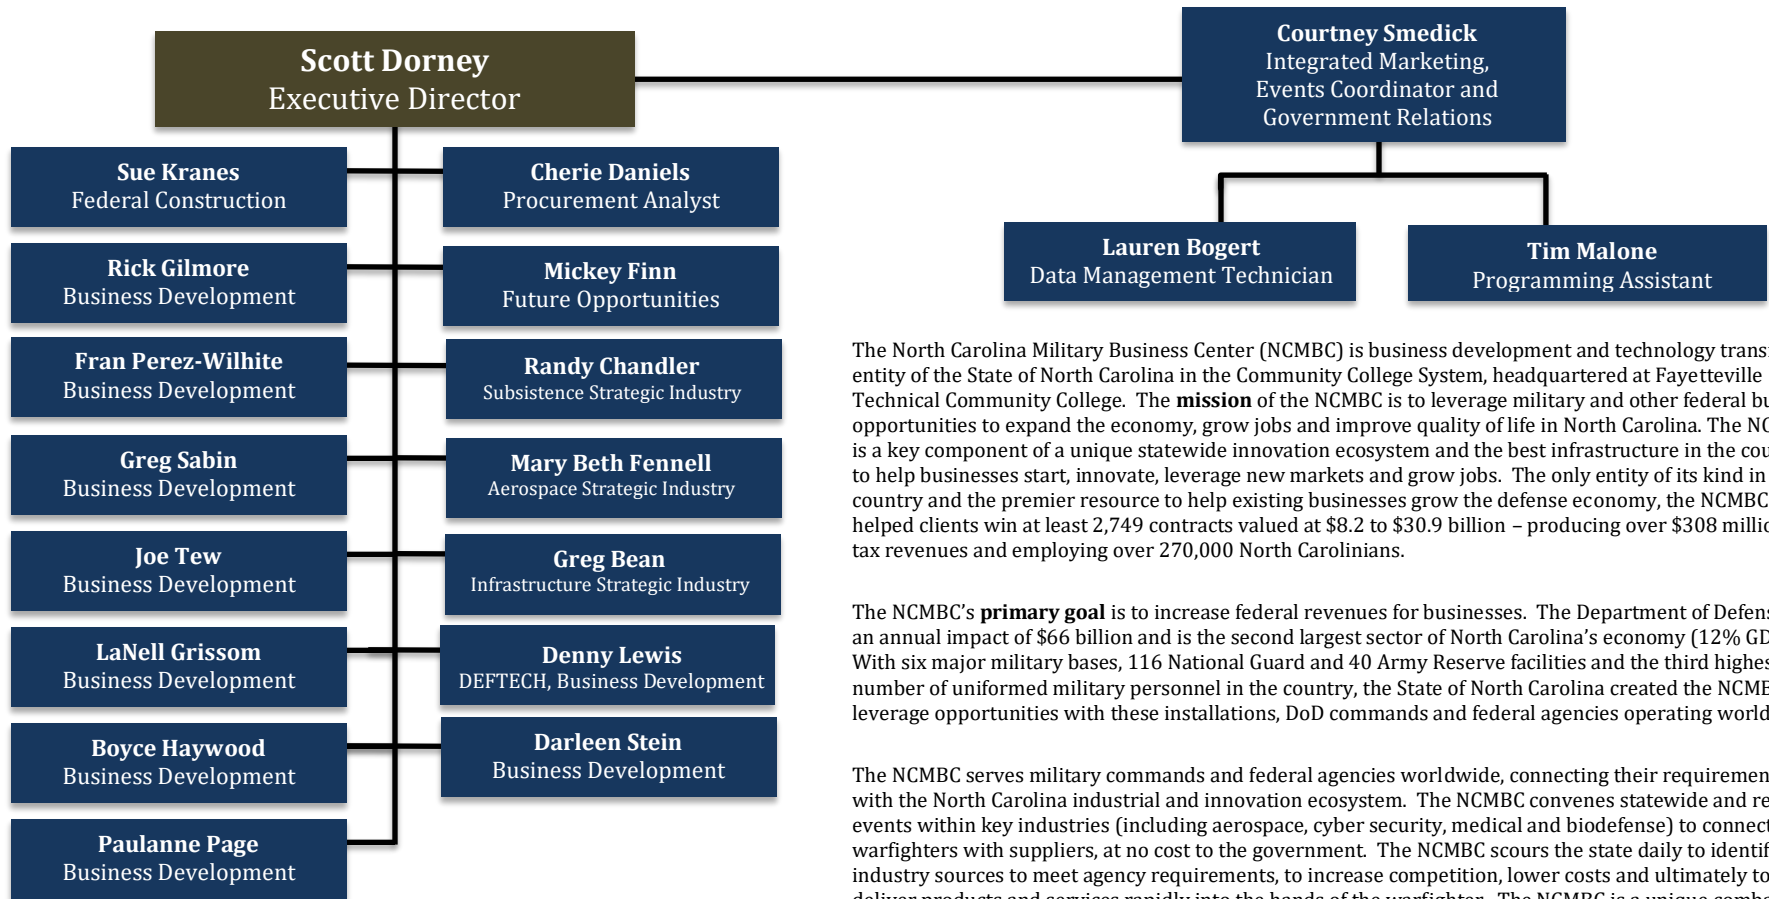 Scott Dorney
Executive Director
Courtney Smedick
Integrated Marketing,
Events Coordinator and
Government Relations
Sue Kranes
Federal Construction
Cherie Daniels
Procurement Analyst
Rick Gilmore
Business Development
Mickey Finn
Future Opportunities
Fran Perez-Wilhite
Business Development
Randy Chandler
Subsistence Strategic Industry
Greg Sabin
Business Development
Mary Beth Fennell
Aerospace Strategic Industry
Joe Tew
Business Development
Greg Bean
Infrastructure Strategic Industry
LaNell Grissom
Business Development
Denny Lewis
DEFTECH, Business Development
Boyce Haywood
Business Development
Darleen Stein
Business Development
Paulanne Page
Business Development
Lauren Bogert
Data Management Technician
Tim Malone
Programming Assistant
The North Carolina Military Business Center (NCMBC) is business development and technology
entity of the State of North Carolina in the Community College System, headquartered at Fayetteville
Technical Community College. The mission of the NCMBC is to leverage military and other federal
opportunities to expand the economy, grow jobs and improve quality of life in North Carolina. The
is a key component of a unique statewide innovation ecosystem and the best infrastructure in the
to help businesses start, innovate, leverage new markets and grow jobs. The only entity of its kind in
country and the premier resource to help existing businesses grow the defense economy, the NCMBC
helped clients win at least 2,749 contracts valued at $8.2 to $30.9 billion – producing over $308
tax revenues and employing over 270,000 North Carolinians.
The NCMBC's primary goal is to increase federal revenues for businesses. The Department of
an annual impact of $66 billion and is the second largest sector of North Carolina's economy (12%
With six major military bases, 116 National Guard and 40 Army Reserve facilities and the third
number of uniformed military personnel in the country, the State of North Carolina created the
leverage opportunities with these installations, DoD commands and federal agencies operating
The NCMBC serves military commands and federal agencies worldwide, connecting their
with the North Carolina industrial and innovation ecosystem. The NCMBC convenes statewide and
events within key industries (including aerospace, cyber security, medical and biodefense) to connect
warfighters with suppliers, at no cost to the government. The NCMBC scours the state daily to
industry sources to meet agency requirements, to increase competition, lower costs and ultimately to
deliver products and services rapidly into the hands of the warfighter. The NCMBC is a unique